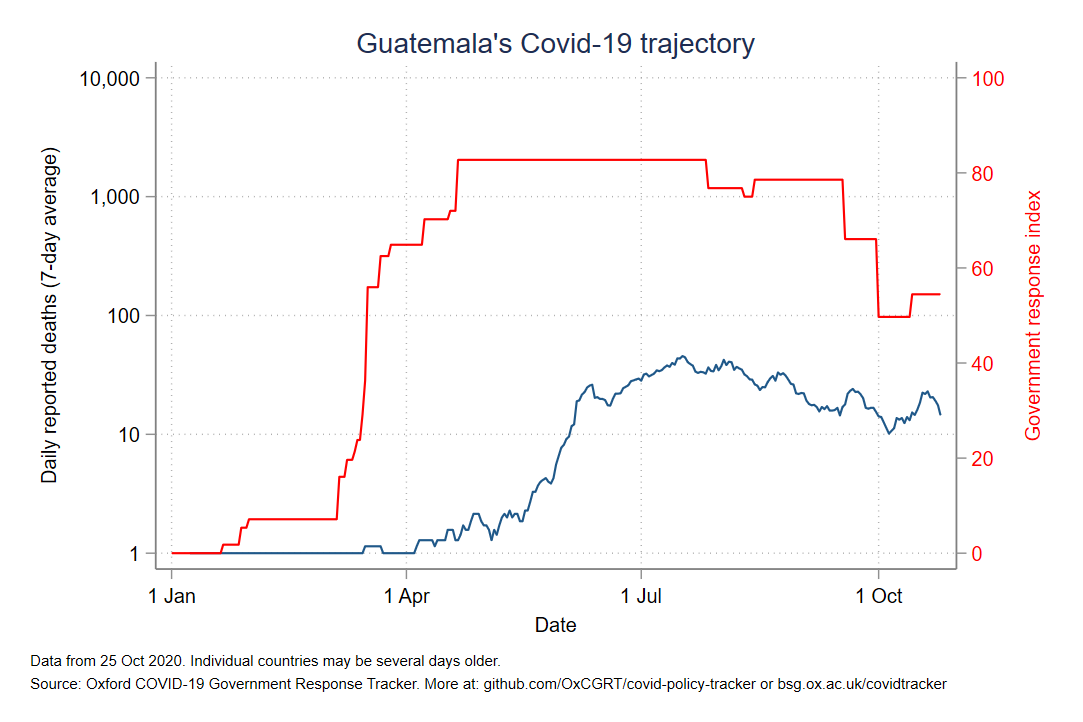 Guatemala's Covid-19 trajectory
10,000
1,000
100
10
1
Daily reported deaths (7-day average)
100
80
60
40
20
0
Government response index
1 Jan
1 Apr
1 Jul
1 Oct
Date
Data from 25 Oct 2020. Individual countries may be several days older.
Source: Oxford COVID-19 Government Response Tracker. More at: github.com/OxCGRT/covid-policy-tracker or bsg.ox.ac.uk/covidtracker